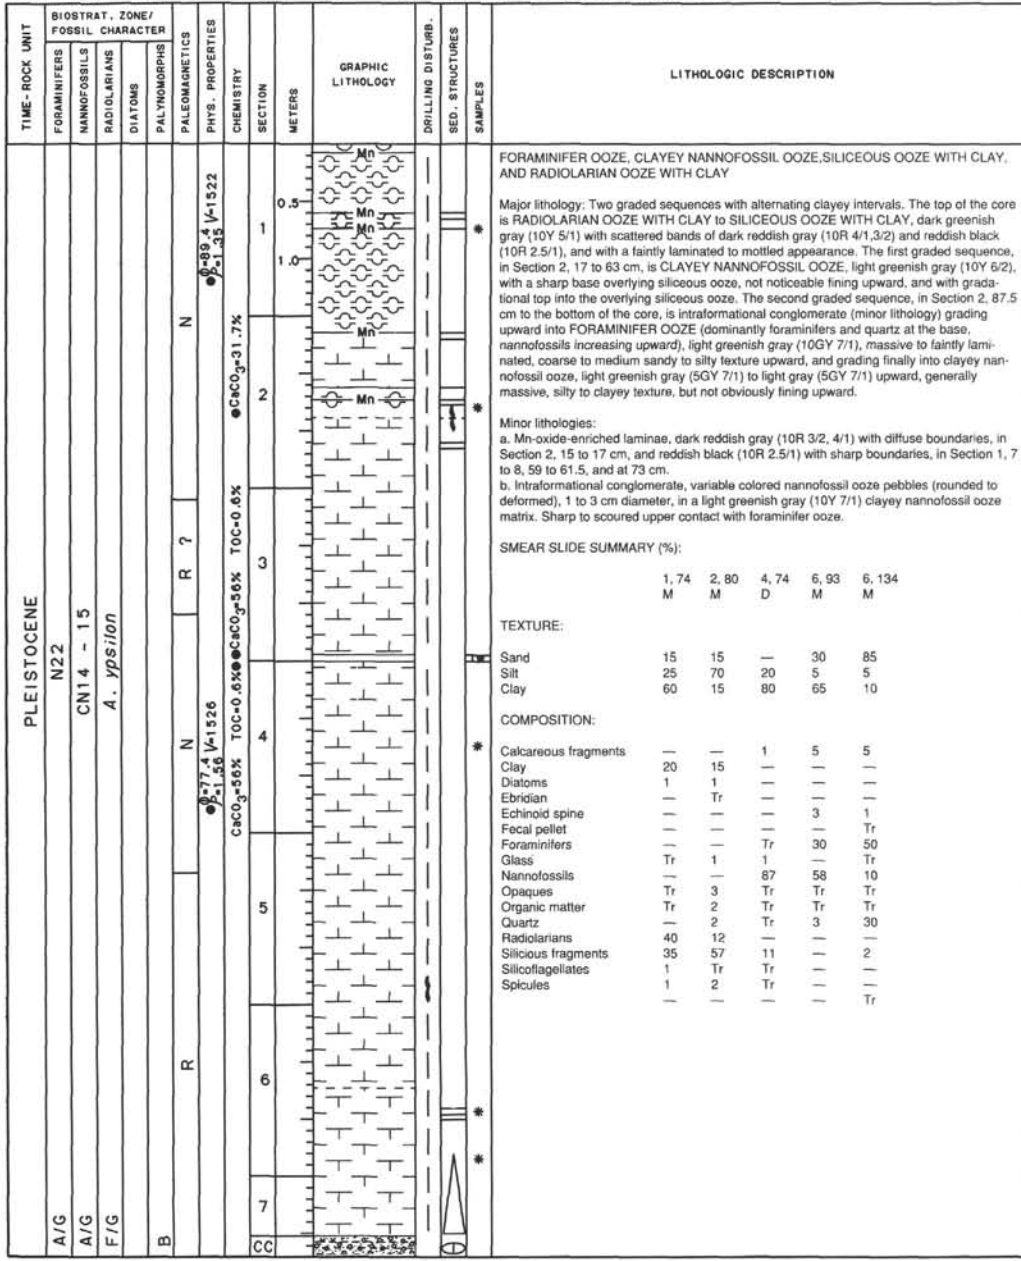 TIME-ROCK UNIT
BIOSTRAT. ZONE/
FOSSIL CHARACTER
FORAMINIFERS
NANNOFOSSILS
RADIOLARIANS
DIATOMS
PALYNOMORPHS
PALEOMAGNETICS
PHYS. PROPERTIES
CHEMISTRY
SECTION
METERS
GRAPHIC
LITHOLOGY
DRILLING DISTURB.
SED. STRUCTURES
SAMPLES
LITHOLOGIC DESCRIPTION
PLEISTOCENE
N22
CN14 - 15
A. ypsilon
A/G
A/G
F/G
B
N
R ?
N
R
●Φ=89.4 V=1522
ρ=1.35
●Φ=77.4 V=1526
ρ=1.56
●CaCO3=31.7%
●CaCO3=56% TOC=0.6%
CaCO3=56% TOC=0.6%●
1
2
3
4
5
6
7
CC
0.5
1.0
Mn
Mn
Mn
Mn
Mn
FORAMINIFER OOZE, CLAYEY NANNOFOSSIL OOZE,SILICEOUS OOZE WITH CLAY,
AND RADIOLARIAN OOZE WITH CLAY
Major lithology: Two graded sequences with alternating clayey intervals. The top of the core
is RADIOLARIAN OOZE WITH CLAY to SILICEOUS OOZE WITH CLAY, dark greenish
gray (10Y 5/1) with scattered bands of dark reddish gray (10R 4/1,3/2) and reddish black
(10R 2.5/1), and with a faintly laminated to mottled appearance. The first graded sequence,
in Section 2, 17 to 63 cm, is CLAYEY NANNOFOSSIL OOZE, light greenish gray (10Y 6/2),
with a sharp base overlying siliceous ooze, not noticeable fining upward, and with grada-
tional top into the overlying siliceous ooze. The second graded sequence, in Section 2, 87.5
cm to the bottom of the core, is intraformational conglomerate (minor lithology) grading
upward into FORAMINIFER OOZE (dominantly foraminifers and quartz at the base,
nannofossils increasing upward), light greenish gray (10GY 7/1), massive to faintly lami-
nated, coarse to medium sandy to silty texture upward, and grading finally into clayey nan-
nofossil ooze, light greenish gray (5GY 7/1) to light gray (5GY 7/1) upward, generally
massive, silty to clayey texture, but not obviously fining upward.
Minor lithologies:
a. Mn-oxide-enriched laminae, dark reddish gray (10R 3/2, 4/1) with diffuse boundaries, in
Section 2, 15 to 17 cm, and reddish black (10R 2.5/1) with sharp boundaries, in Section 1, 7
to 8, 59 to 61.5, and at 73 cm.
b. Intraformational conglomerate, variable colored nannofossil ooze pebbles (rounded to
deformed), 1 to 3 cm diameter, in a light greenish gray (10Y 7/1) clayey nannofossil ooze
matrix. Sharp to scoured upper contact with foraminifer ooze.
SMEAR SLIDE SUMMARY (%):
1, 74 2, 80 4, 74 6, 93 6, 134
M M D M M
TEXTURE:
Sand 15 15 — 30 85
Silt 25 70 20 5 5
Clay 60 15 80 65 10
COMPOSITION:
Calcareous fragments — — 1 5 5
Clay 20 15 — — —
Diatoms 1 1 — — —
Ebridian — Tr — — —
Echinoid spine — — — 3 1
Fecal pellet — — — — Tr
Foraminifers — — Tr 30 50
Glass Tr 1 1 — Tr
Nannofossils — — 87 58 10
Opaques Tr 3 Tr Tr Tr
Organic matter Tr 2 Tr Tr Tr
Quartz — 2 Tr 3 30
Radiolarians 40 12 — — —
Silicious fragments 35 57 11 — 2
Silicoflagellates 1 Tr Tr — —
Spicules 1 2 Tr — —
— — — — Tr